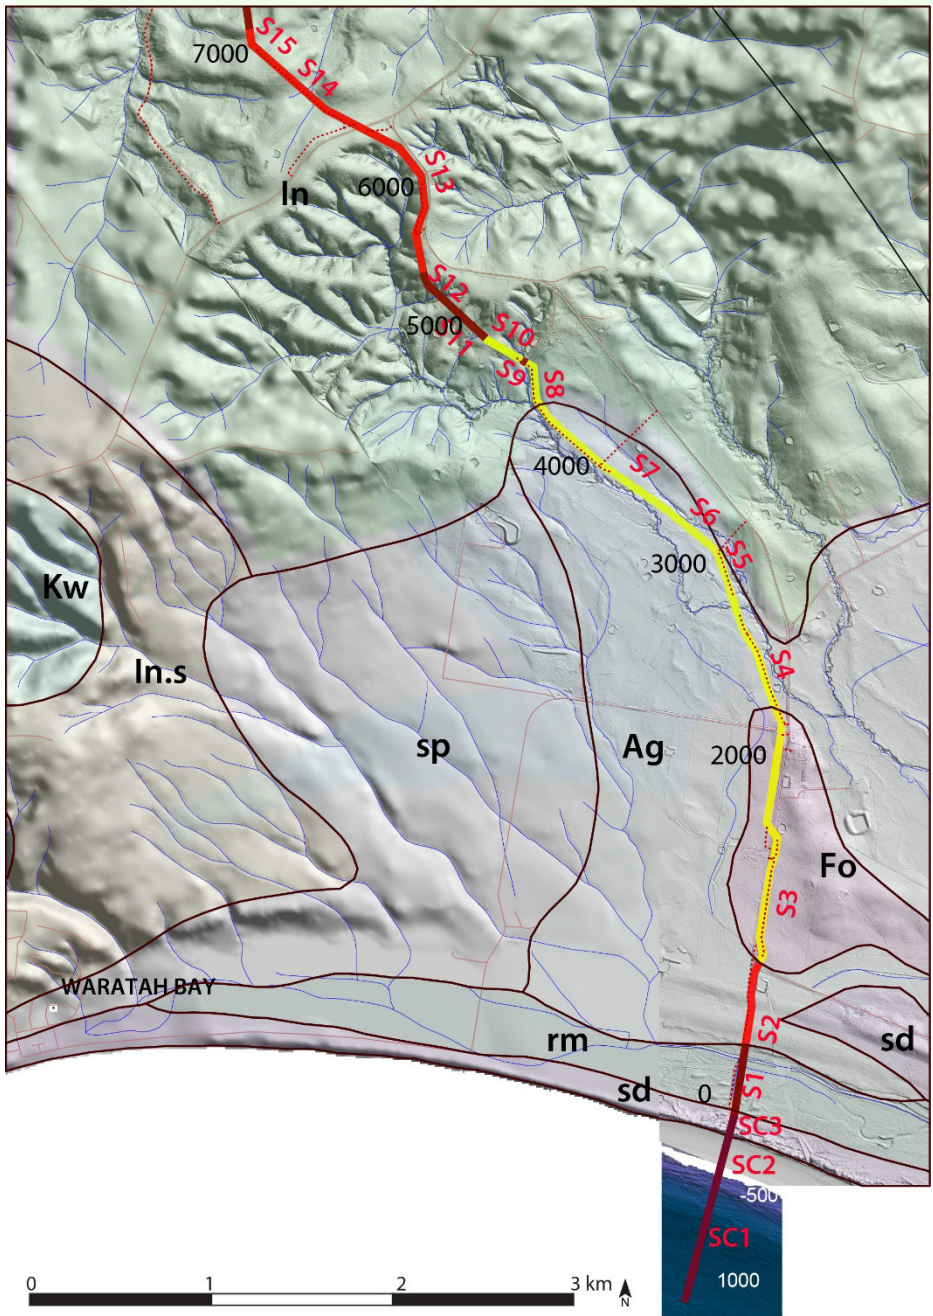 S15
7000
S14
S13
6000
In
S12
5000
S10
S9
S8
4000
S7
S6
3000
S5
Kw
In.s
S4
sp
Ag
2000
Fo
S3
WARATAH BAY
S2
rm
sd
sd
S1
0
SC3
SC2
-500
SC1
1000
0 1 2 3 km
N